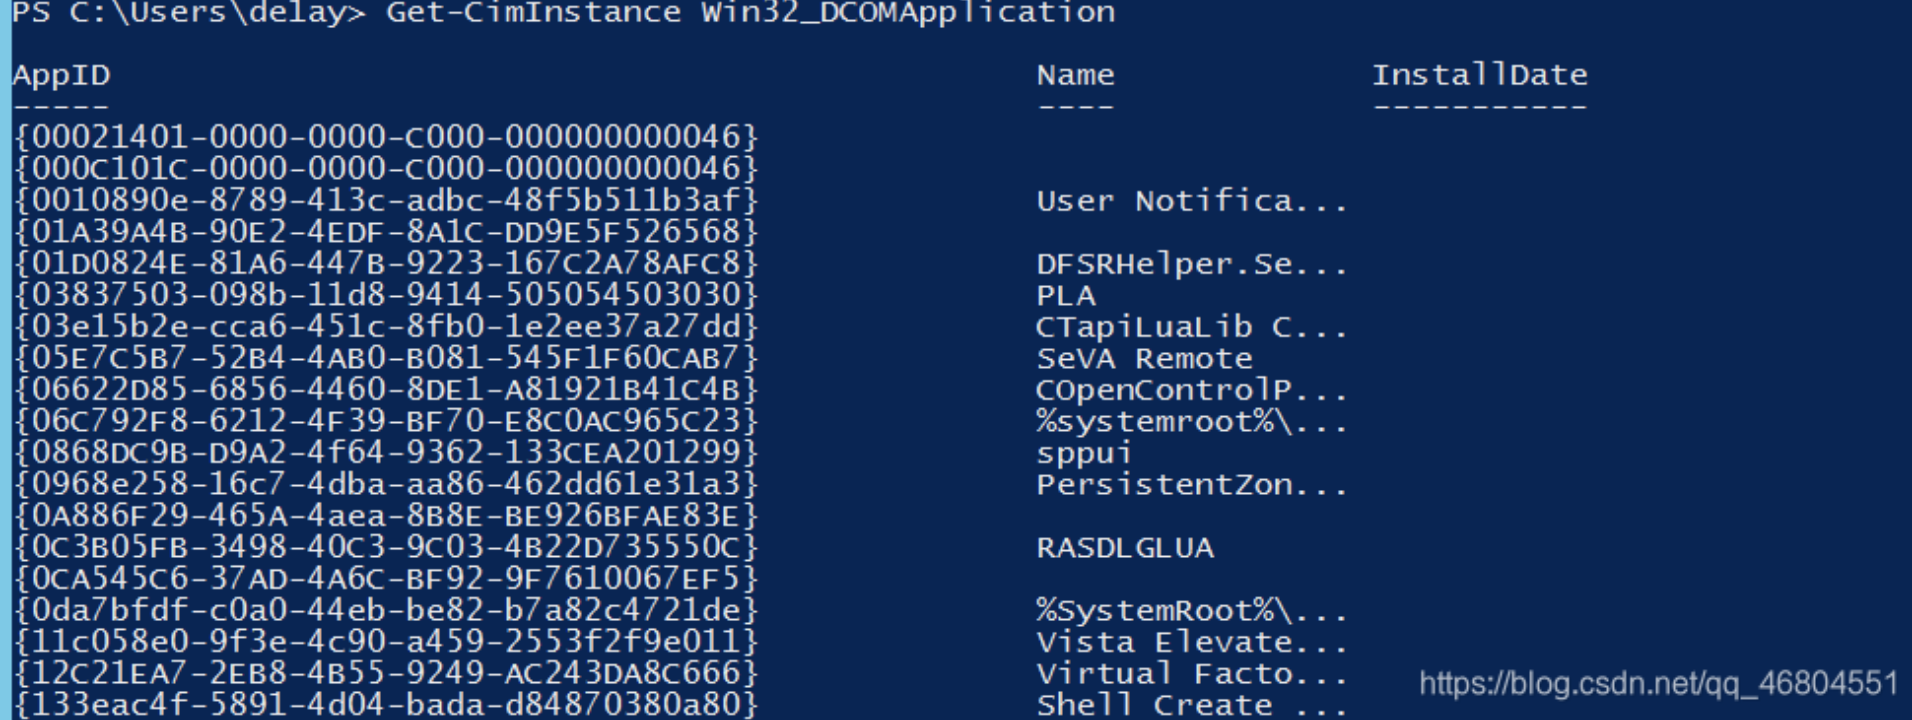 PS C:\Users\delay> Get-CimInstance Win32_DCOMApplication
AppID Name InstallDate
----- ---- -----------
{00021401-0000-0000-C000-000000000046}
{000C101C-0000-0000-C000-000000000046}
{0010890e-8789-413c-adbc-48f5b511b3af} User Notifica...
{01A39A4B-90E2-4EDF-8A1C-DD9E5F526568}
{01D0824E-81A6-447B-9223-167C2A78AFC8} DFSRHelper.Se...
{03837503-098b-11d8-9414-505054503030} PLA
{03e15b2e-cca6-451c-8fb0-1e2ee37a27dd} CTapiLuaLib C...
{05E7C5B7-52B4-4AB0-B081-545F1F60CAB7} SeVA Remote
{06622D85-6856-4460-8DE1-A81921B41C4B} COpenControlP...
{06C792F8-6212-4F39-BF70-E8C0AC965C23} %systemroot%\...
{0868DC9B-D9A2-4f64-9362-133CEA201299} sppui
{0968e258-16c7-4dba-aa86-462dd61e31a3} PersistentZon...
{0A886F29-465A-4aea-8B8E-BE926BFAE83E}
{0C3B05FB-3498-40C3-9C03-4B22D735550C} RASDLGLUA
{0CA545C6-37AD-4A6C-BF92-9F7610067EF5}
{0da7bfdf-c0a0-44eb-be82-b7a82c4721de} %SystemRoot%\...
{11c058e0-9f3e-4c90-a459-2553f2f9e011} Vista Elevate...
{12C21EA7-2EB8-4B55-9249-AC243DA8C666} Virtual Facto...
{133eac4f-5891-4d04-bada-d84870380a80} Shell Create ...
https://blog.csdn.net/qq_46804551